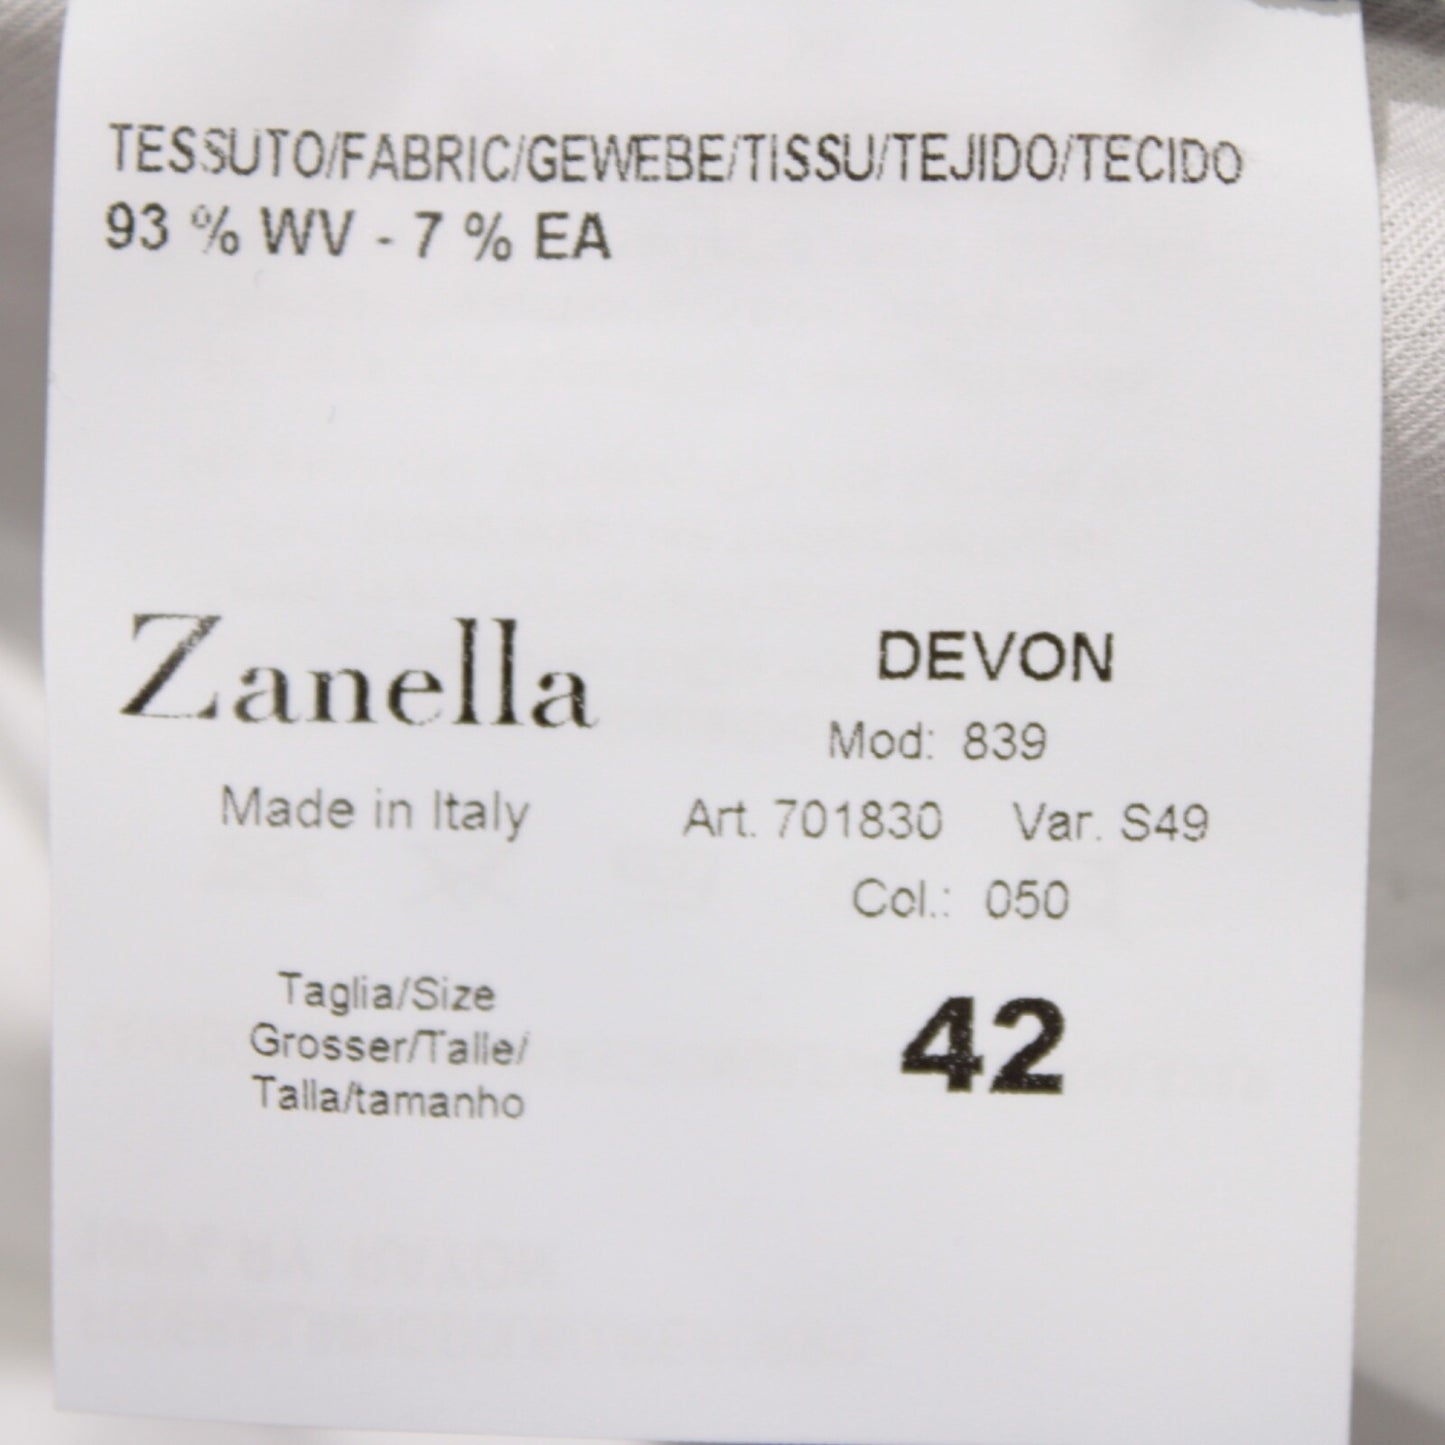 TESSUTO/FABRIC/GEWEBE/TISSU/TEJIDO/TECIDO
93 % WV - 7 % EA
Zanella
Made in Italy
DEVON
Mod: 839
Art. 701830 Var. S49
Col.: 050
Taglia/Size
Grosser/Talle/
Talla/tamanho
42